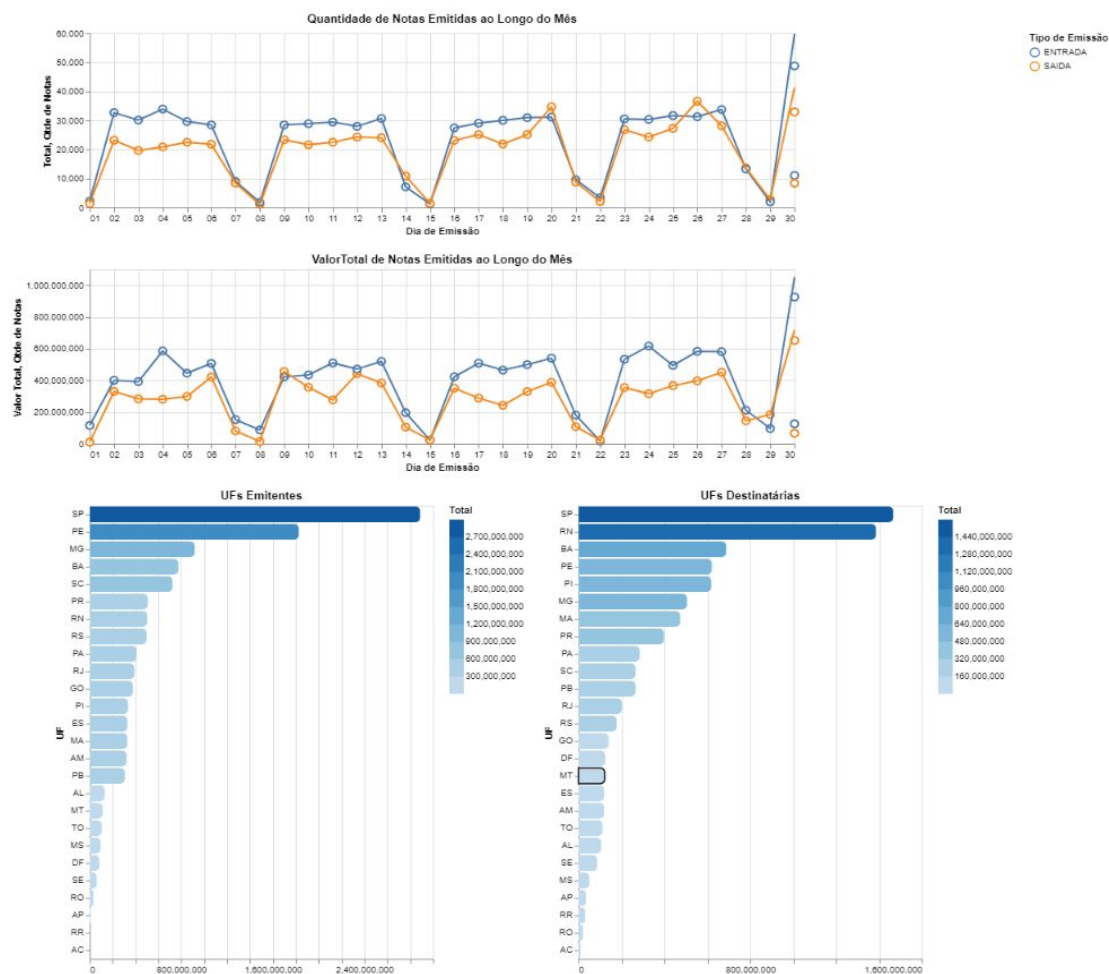 Quantidade de Notas Emitidas ao Longo do Mês
Tipo de Emissão
ENTRADA
SAIDA
Total, Qtde de Notas
60.000
50,000
40,000
30,000
20,000
10,000
0
01 02 03 04 05 06 07 08 09 10 11 12 13 14 15 16 17 18 19 20 21 22 23 24 25 26 27 28 29 30
Dia de Emissão
ValorTotal de Notas Emitidas ao Longo do Mês
Valor Total, Qtde de Notas
1,000,000,000
800,000,000
600,000,000
400,000,000
200,000,000
0
01 02 03 04 05 06 07 08 09 10 11 12 13 14 15 16 17 18 19 20 21 22 23 24 25 26 27 28 29 30
Dia de Emissão
UFs Emitentes
UF
SP
PE
MG
BA
SC
PR
RN
RS
PA
RJ
GO
PI
ES
MA
AM
PB
AL
MT
TO
MS
DF
SE
RO
AP
RR
AC
0 800,000,000 1,600,000,000 2,400,000,000
Total
2,700,000,000
2,400,000,000
2,100,000,000
1,800,000,000
1,500,000,000
1,200,000,000
900,000,000
600,000,000
300,000,000
UFs Destinatárias
UF
SP
RN
BA
PE
PI
MG
MA
PR
PA
SC
PB
RJ
RS
GO
DF
MT
ES
AM
TO
AL
SE
MS
AP
RR
RO
AC
0 800,000,000 1,600,000,000
Total
1,440,000,000
1,280,000,000
1,120,000,000
960,000,000
800,000,000
640,000,000
480,000,000
320,000,000
160,000,000